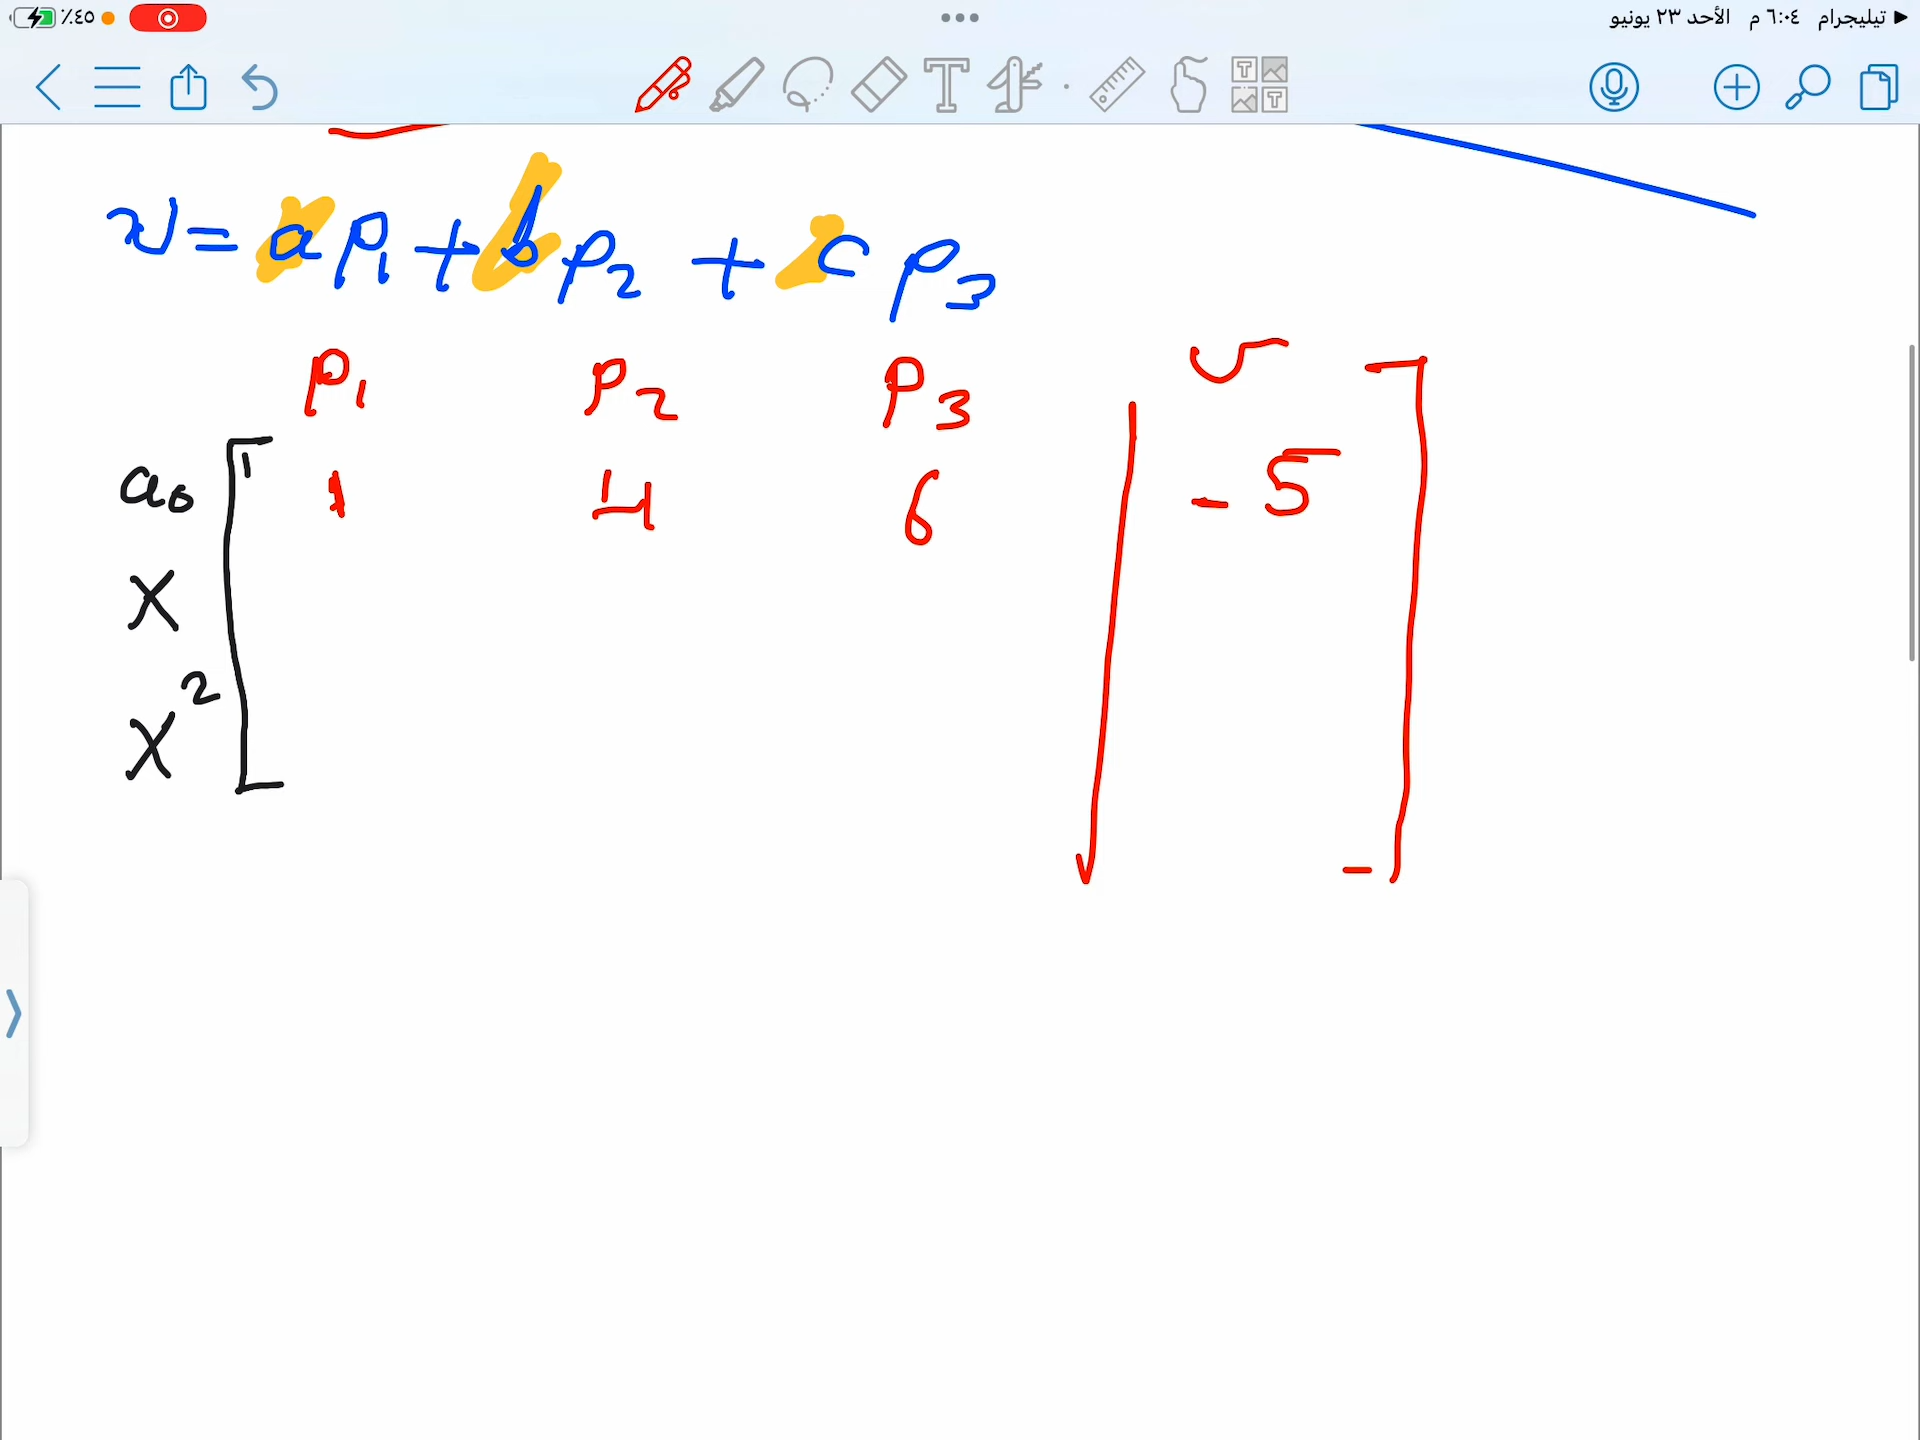 ٪٤٥
◀ تيليجرام ٦:٠٤ م الأحد ٢٣ يونيو
v = a p₁ + b p₂ + c p₃
P₁ P₂ P₃ v
a₀ 1 4 6 -5
X
X²